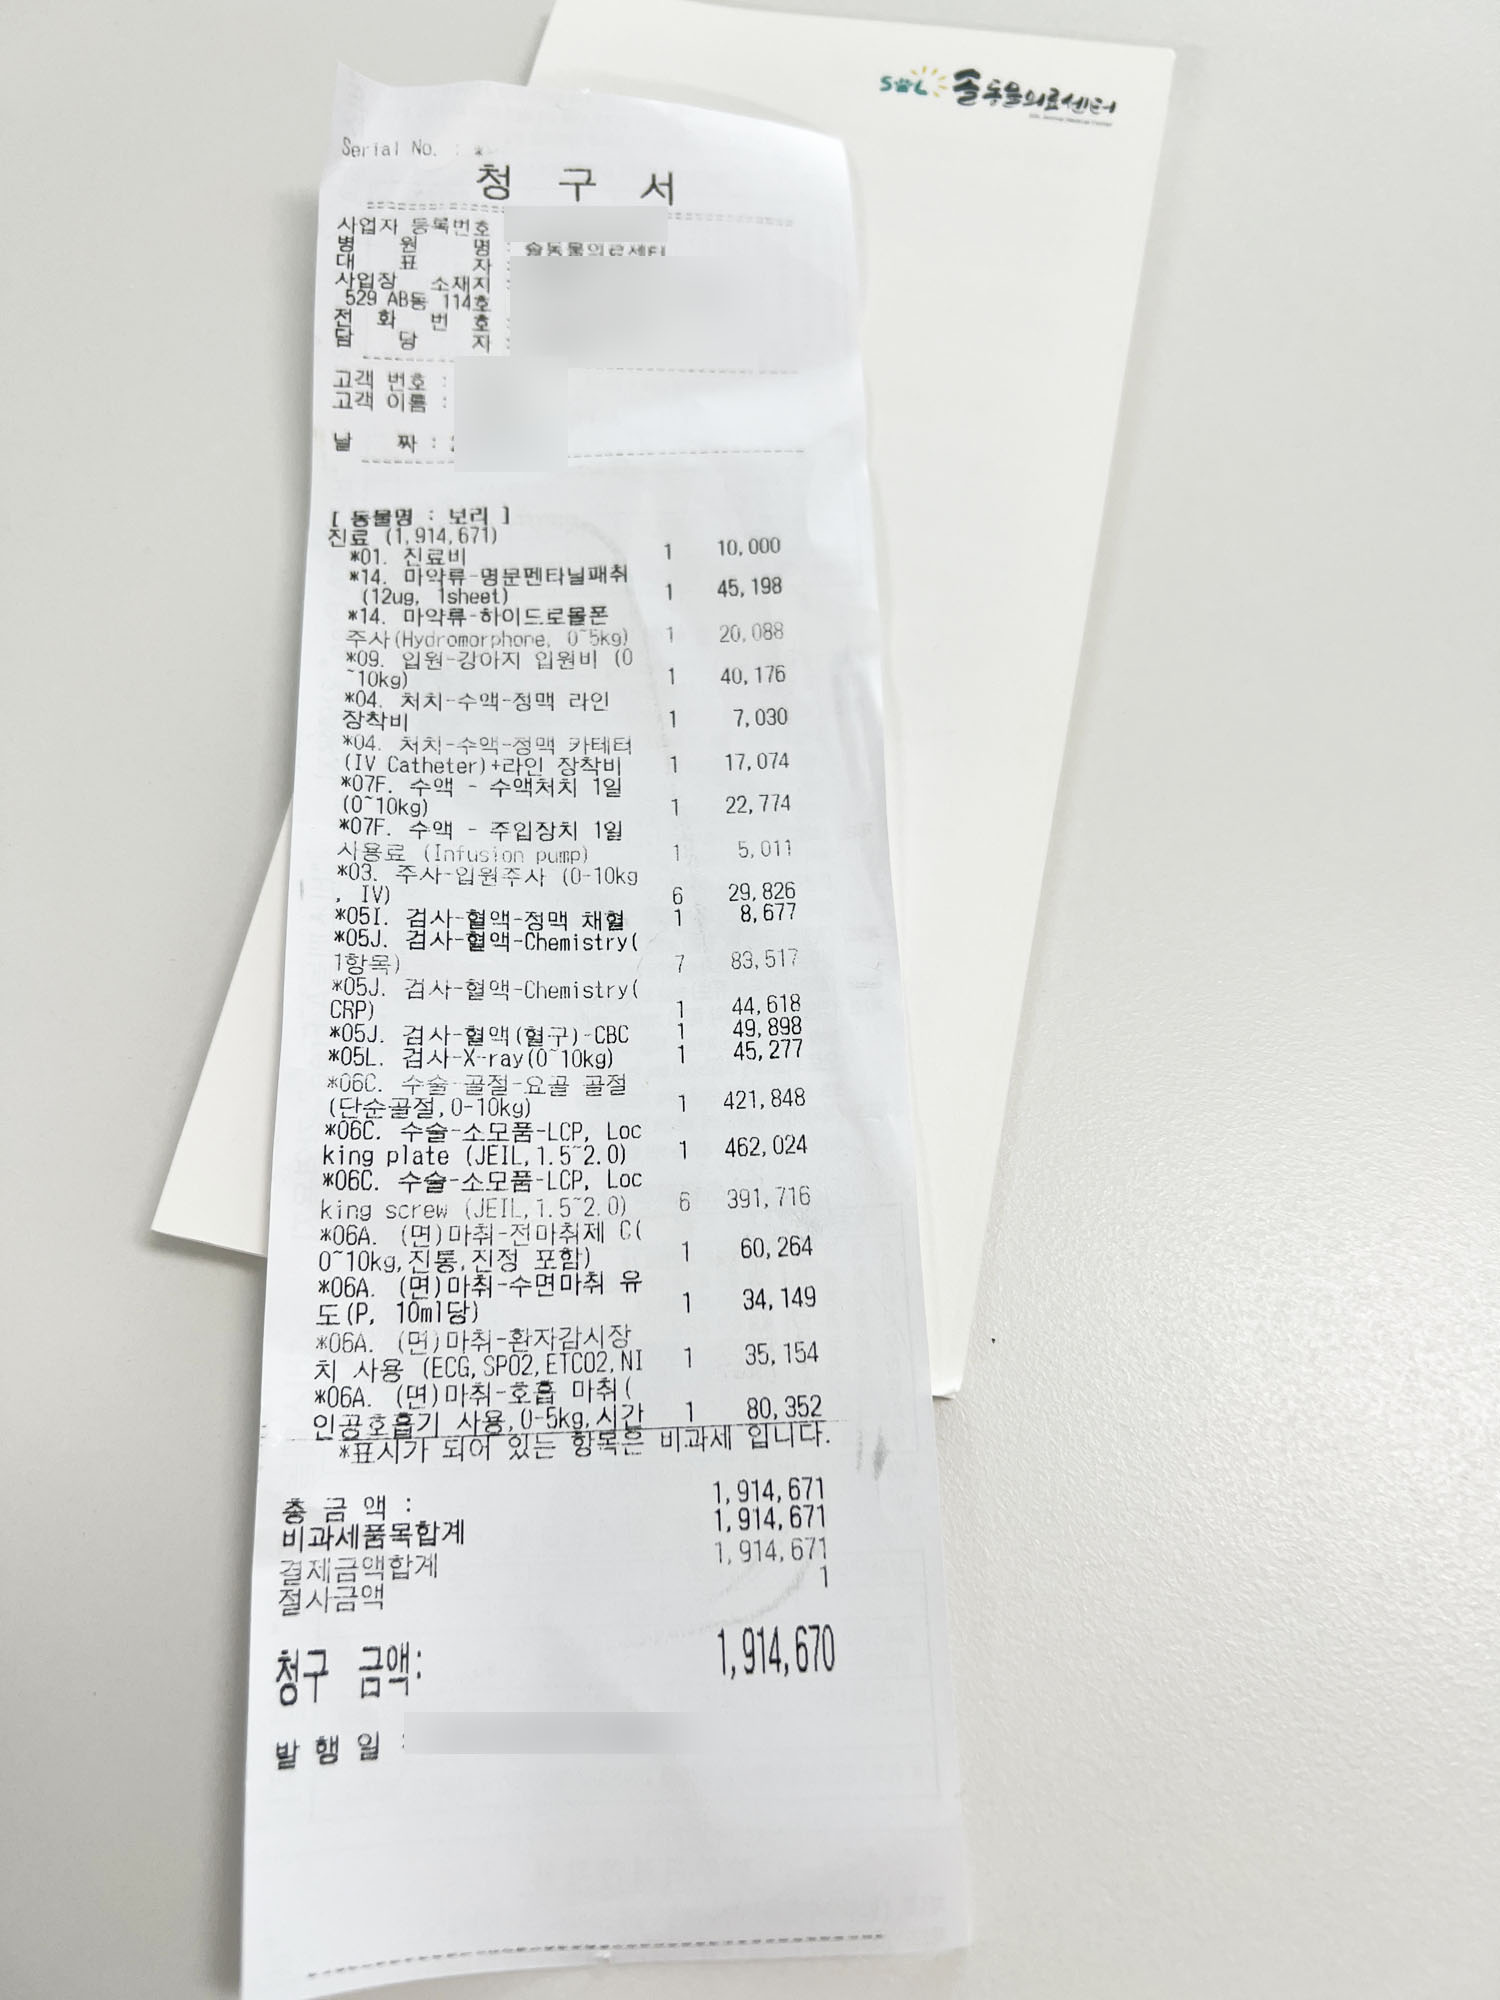 SOL 솔동물의료센터
Serial No. : *
청 구 서
사업자 등록번호
병 원 명 : 솔동물의료센터
대 표 자 :
사업장 소재지 :
529 AB동 114호
전 화 번 호 :
담 당 자 :
고객 번호 :
고객 이름 :
날 짜 : 2
[ 동물명 : 보리 ]
진료 (1,914,671)
*01. 진료비 1 10,000
*14. 마약류-명문펜타닐패취
(12ug, 1sheet) 1 45,198
*14. 마약류-하이드로몰폰
주사(Hydromorphone, 0~5kg) 1 20,088
*09. 입원-강아지 입원비 (0
~10kg) 1 40,176
*04. 처치-수액-정맥 라인
장착비 1 7,030
*04. 처치-수액-정맥 카테터
(IV Catheter)+라인 장착비 1 17,074
*07F. 수액 - 수액처치 1일
(0~10kg) 1 22,774
*07F. 수액 - 주입장치 1일
사용료 (Infusion pump) 1 5,011
*03. 주사-입원주사 (0-10kg
, IV) 6 29,826
*05I. 검사-혈액-정맥 채혈 1 8,677
*05J. 검사-혈액-Chemistry(
1항목) 7 83,517
*05J. 검사-혈액-Chemistry(
CRP) 1 44,618
*05J. 검사-혈액(혈구)-CBC 1 49,898
*05L. 검사-X-ray(0~10kg) 1 45,277
*06C. 수술-골절-요골 골절
(단순골절,0-10kg) 1 421,848
*06C. 수술-소모품-LCP, Loc
king plate (JEIL,1.5~2.0) 1 462,024
*06C. 수술-소모품-LCP, Loc
king screw (JEIL,1.5~2.0) 6 391,716
*06A. (면)마취-전마취제 C(
0~10kg,진통,진정 포함) 1 60,264
*06A. (면)마취-수면마취 유
도(P, 10ml당) 1 34,149
*06A. (면)마취-환자감시장
치 사용 (ECG,SPO2,ETCO2,NI 1 35,154
*06A. (면)마취-호흡 마취(
인공호흡기 사용,0-5kg,시간 1 80,352
*표시가 되어 있는 항목은 비과세 입니다.
총 금 액 : 1,914,671
비과세품목합계 1,914,671
결제금액합계 1,914,671
절사금액 1
청구 금액: 1,914,670
발 행 일 :